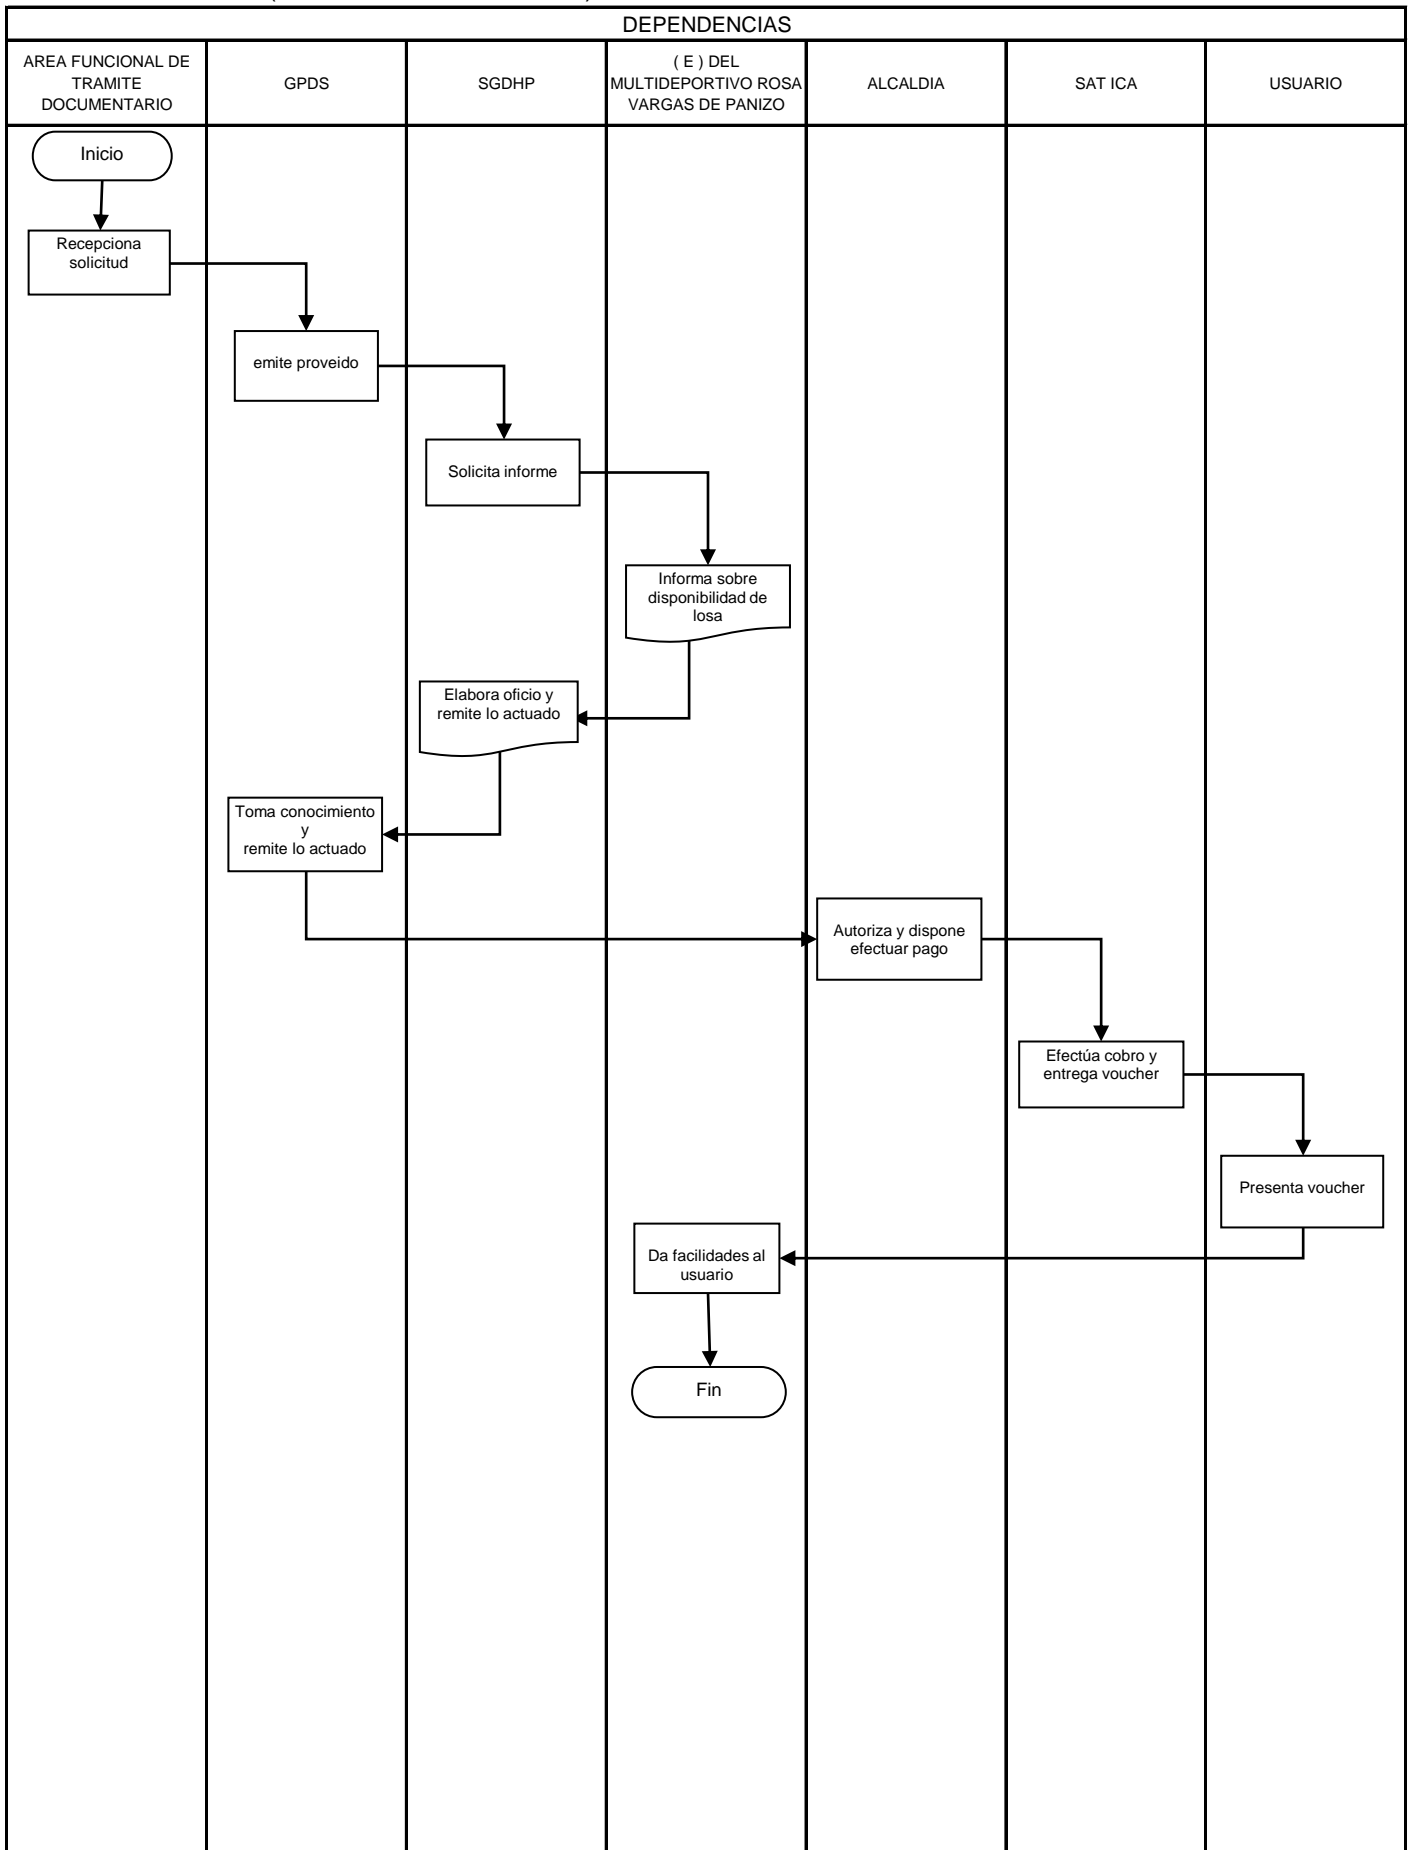 DEPENDENCIAS
AREA FUNCIONAL DE
TRAMITE
DOCUMENTARIO
GPDS
SGDHP
( E ) DEL
MULTIDEPORTIVO ROSA
VARGAS DE PANIZO
ALCALDIA
SAT ICA
USUARIO
Inicio
Recepciona
solicitud
emite proveido
Solicita informe
Informa sobre
disponibilidad de
losa
Elabora oficio y
remite lo actuado
Toma conocimiento
y
remite lo actuado
Autoriza y dispone
efectuar pago
Efectúa cobro y
entrega voucher
Presenta voucher
Da facilidades al
usuario
Fin